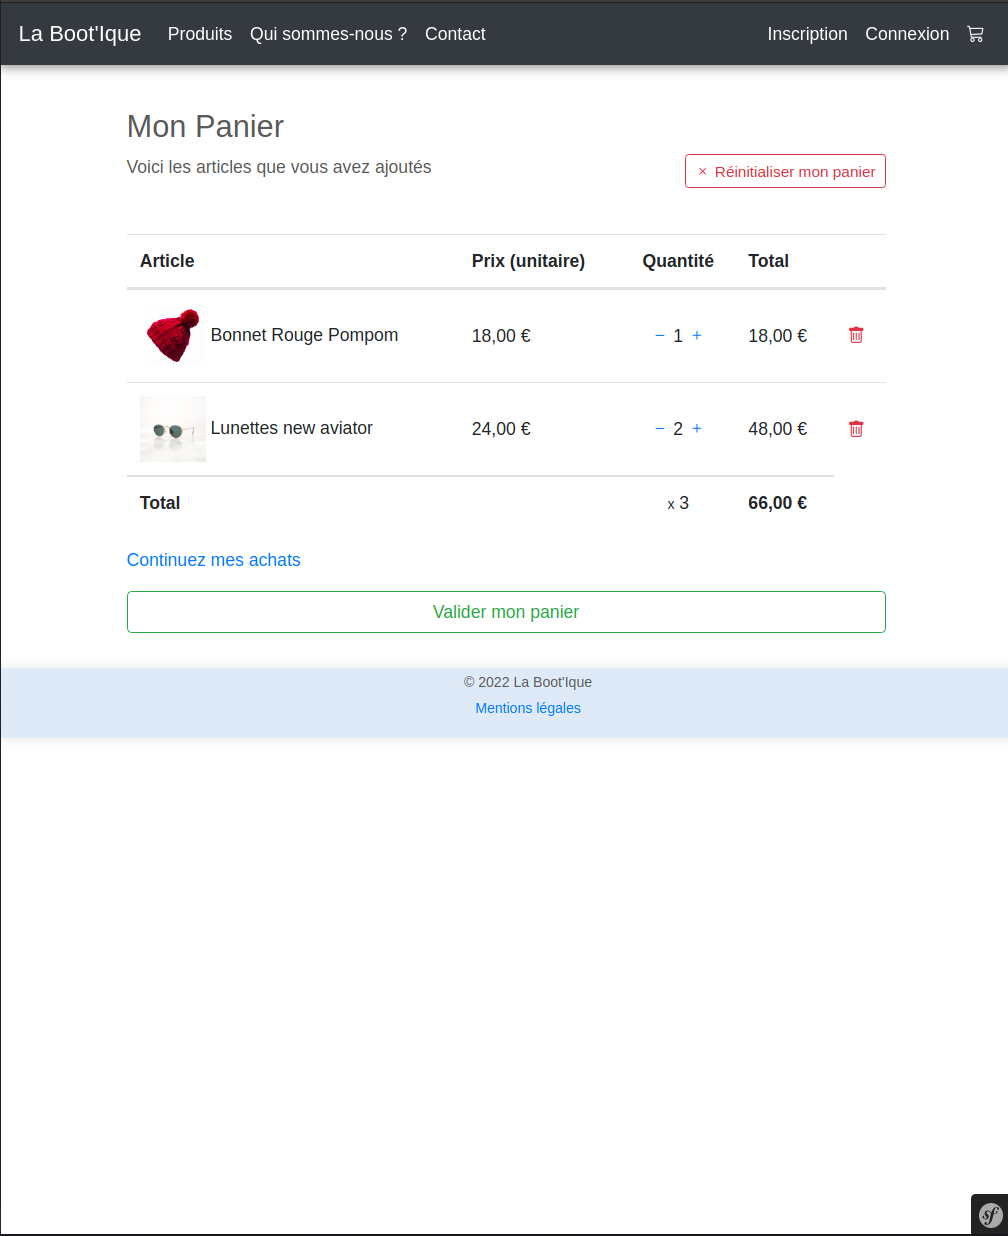 La Boot'Ique Produits Qui sommes-nous ? Contact Inscription Connexion
Mon Panier
Voici les articles que vous avez ajoutés
× Réinitialiser mon panier
Article Prix (unitaire) Quantité Total
Bonnet Rouge Pompom 18,00 € − 1 + 18,00 €
Lunettes new aviator 24,00 € − 2 + 48,00 €
Total x 3 66,00 €
Continuez mes achats
Valider mon panier
© 2022 La Boot'Ique
Mentions légales
sf